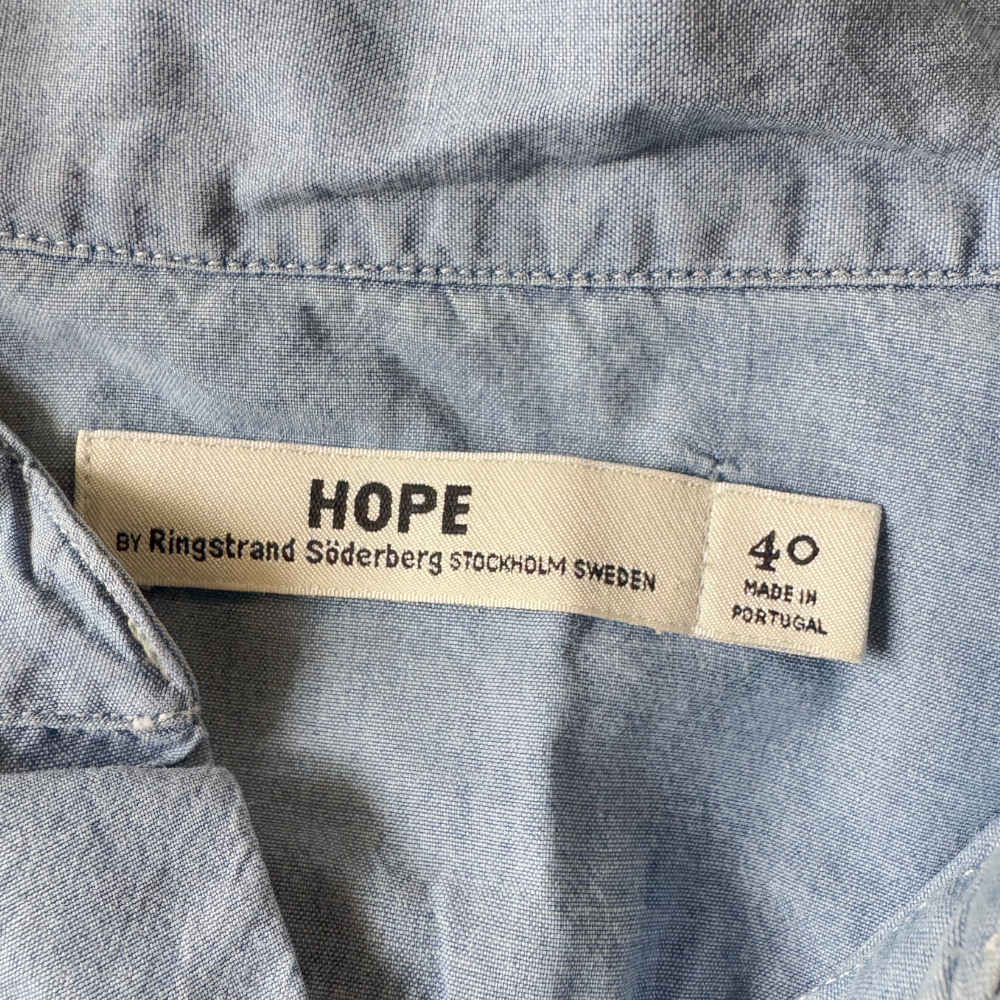 HOPE
BY Ringstrand Söderberg STOCKHOLM SWEDEN
40
MADE IN
PORTUGAL